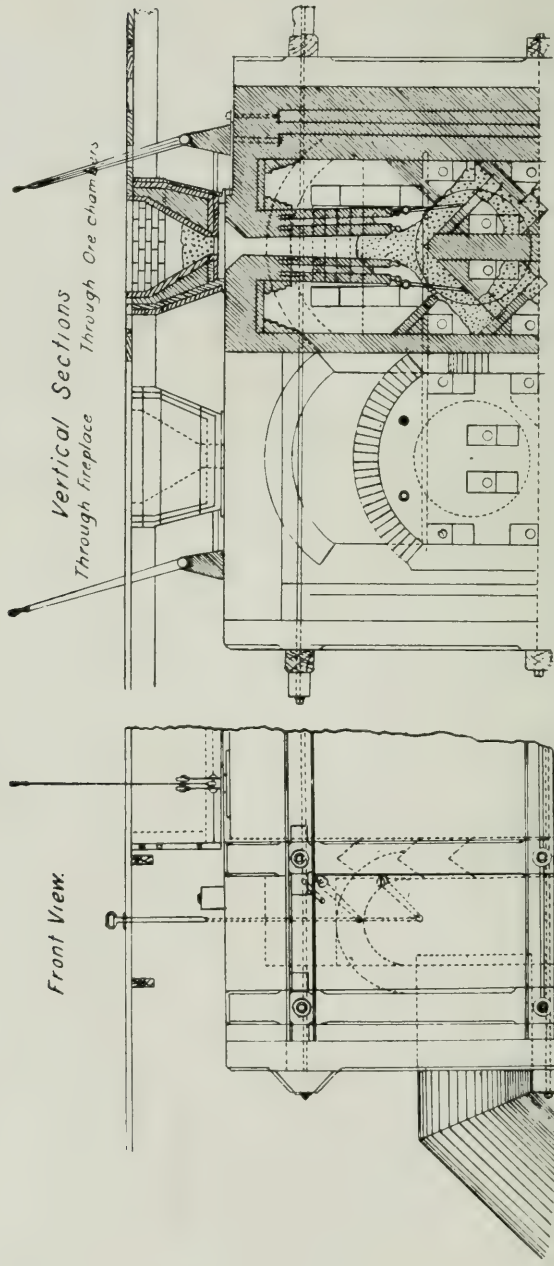 Vertical Sections
Through Fireplace Through Ore chambers
Front View.